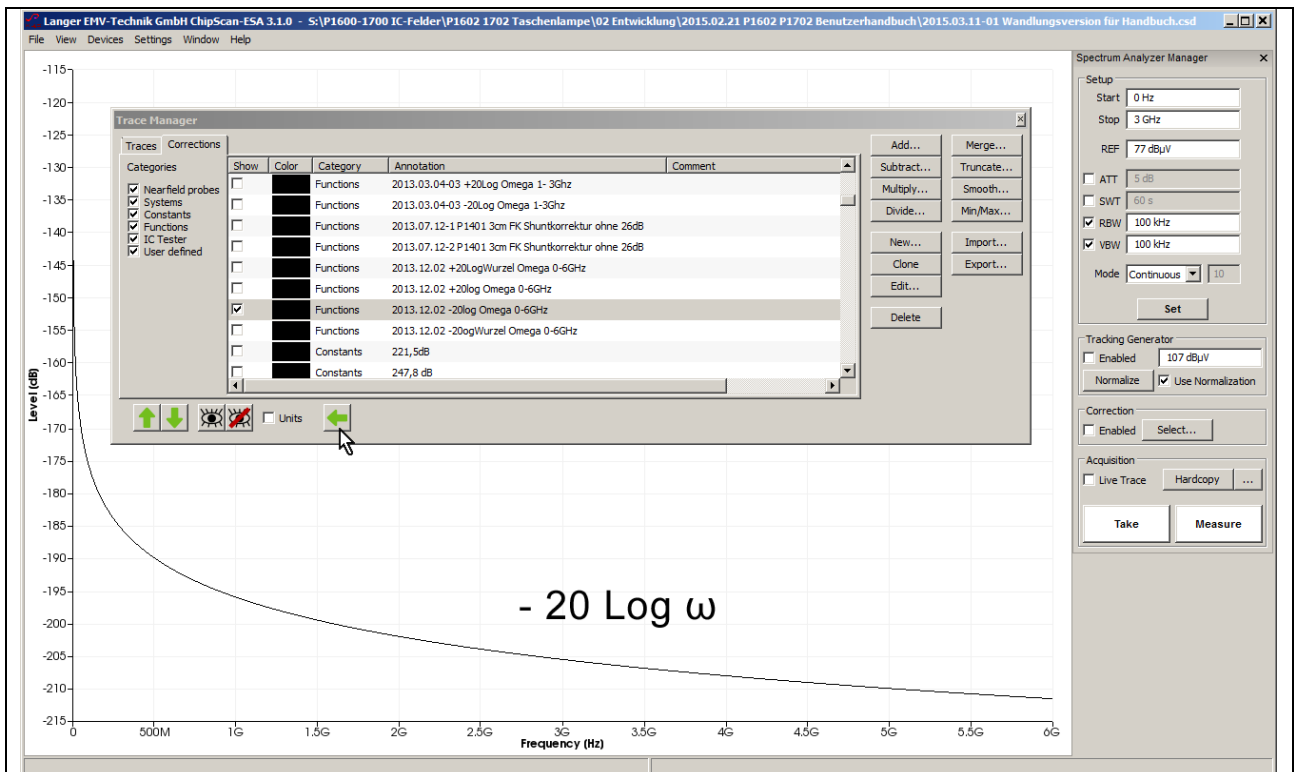 Langer EMV-Technik GmbH ChipScan-ESA 3.1.0 - S:\P1600-1700 IC-Felder\P1602 1702 Taschenlampe\02 Entwicklung\2015.02.21 P1602 P1702 Benutzerhandbuch\2015.03.11-01 Wandlungsversion für Handbuch.csd
File View Devices Settings Window Help
Trace Manager
Traces Corrections
Categories
Nearfield probes
Systems
Constants
Functions
IC Tester
User defined
Show Color Category Annotation Comment
Functions 2013.03.04-03 +20Log Omega 1- 3Ghz
Functions 2013.03.04-03 -20Log Omega 1-3Ghz
Functions 2013.07.12-1 P1401 3cm FK Shuntkorrektur ohne 26dB
Functions 2013.07.12-2 P1401 3cm FK Shuntkorrektur ohne 26dB
Functions 2013.12.02 +20LogWurzel Omega 0-6GHz
Functions 2013.12.02 +20log Omega 0-6GHz
Functions 2013.12.02 -20log Omega 0-6GHz
Functions 2013.12.02 -20ogWurzel Omega 0-6GHz
Constants 221,5dB
Constants 247,8 dB
Add... Merge...
Subtract... Truncate...
Multiply... Smooth...
Divide... Min/Max...
New... Import...
Clone Export...
Edit...
Delete
Units
Level (dB)
-115
-120
-125
-130
-135
-140
-145
-150
-155
-160
-165
-170
-175
-180
-185
-190
-195
-200
-205
-210
-215
- 20 Log ω
0 500M 1G 1.5G 2G 2.5G 3G 3.5G 4G 4.5G 5G 5.5G 6G
Frequency (Hz)
Spectrum Analyzer Manager
Setup
Start 0 Hz
Stop 3 GHz
REF 77 dBµV
ATT 5 dB
SWT 60 s
RBW 100 kHz
VBW 100 kHz
Mode Continuous 10
Set
Tracking Generator
Enabled 107 dBµV
Normalize Use Normalization
Correction
Enabled Select...
Acquisition
Live Trace Hardcopy ...
Take Measure